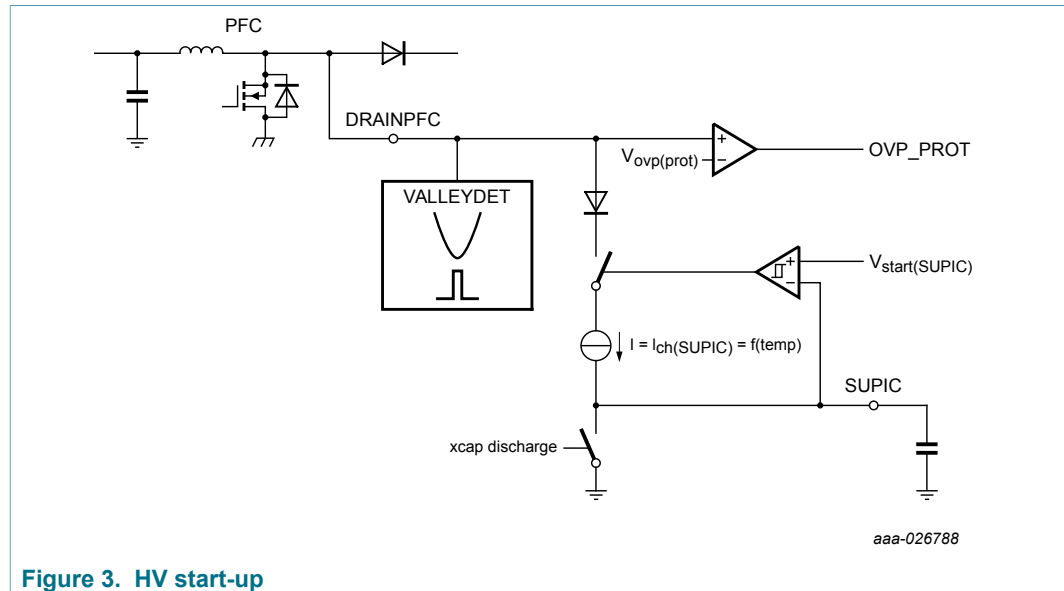 PFC
DRAINPFC
Vovp(prot)
OVP_PROT
VALLEYDET
Vstart(SUPIC)
I = Ich(SUPIC) = f(temp)
SUPIC
xcap discharge
aaa-026788
Figure 3. HV start-up